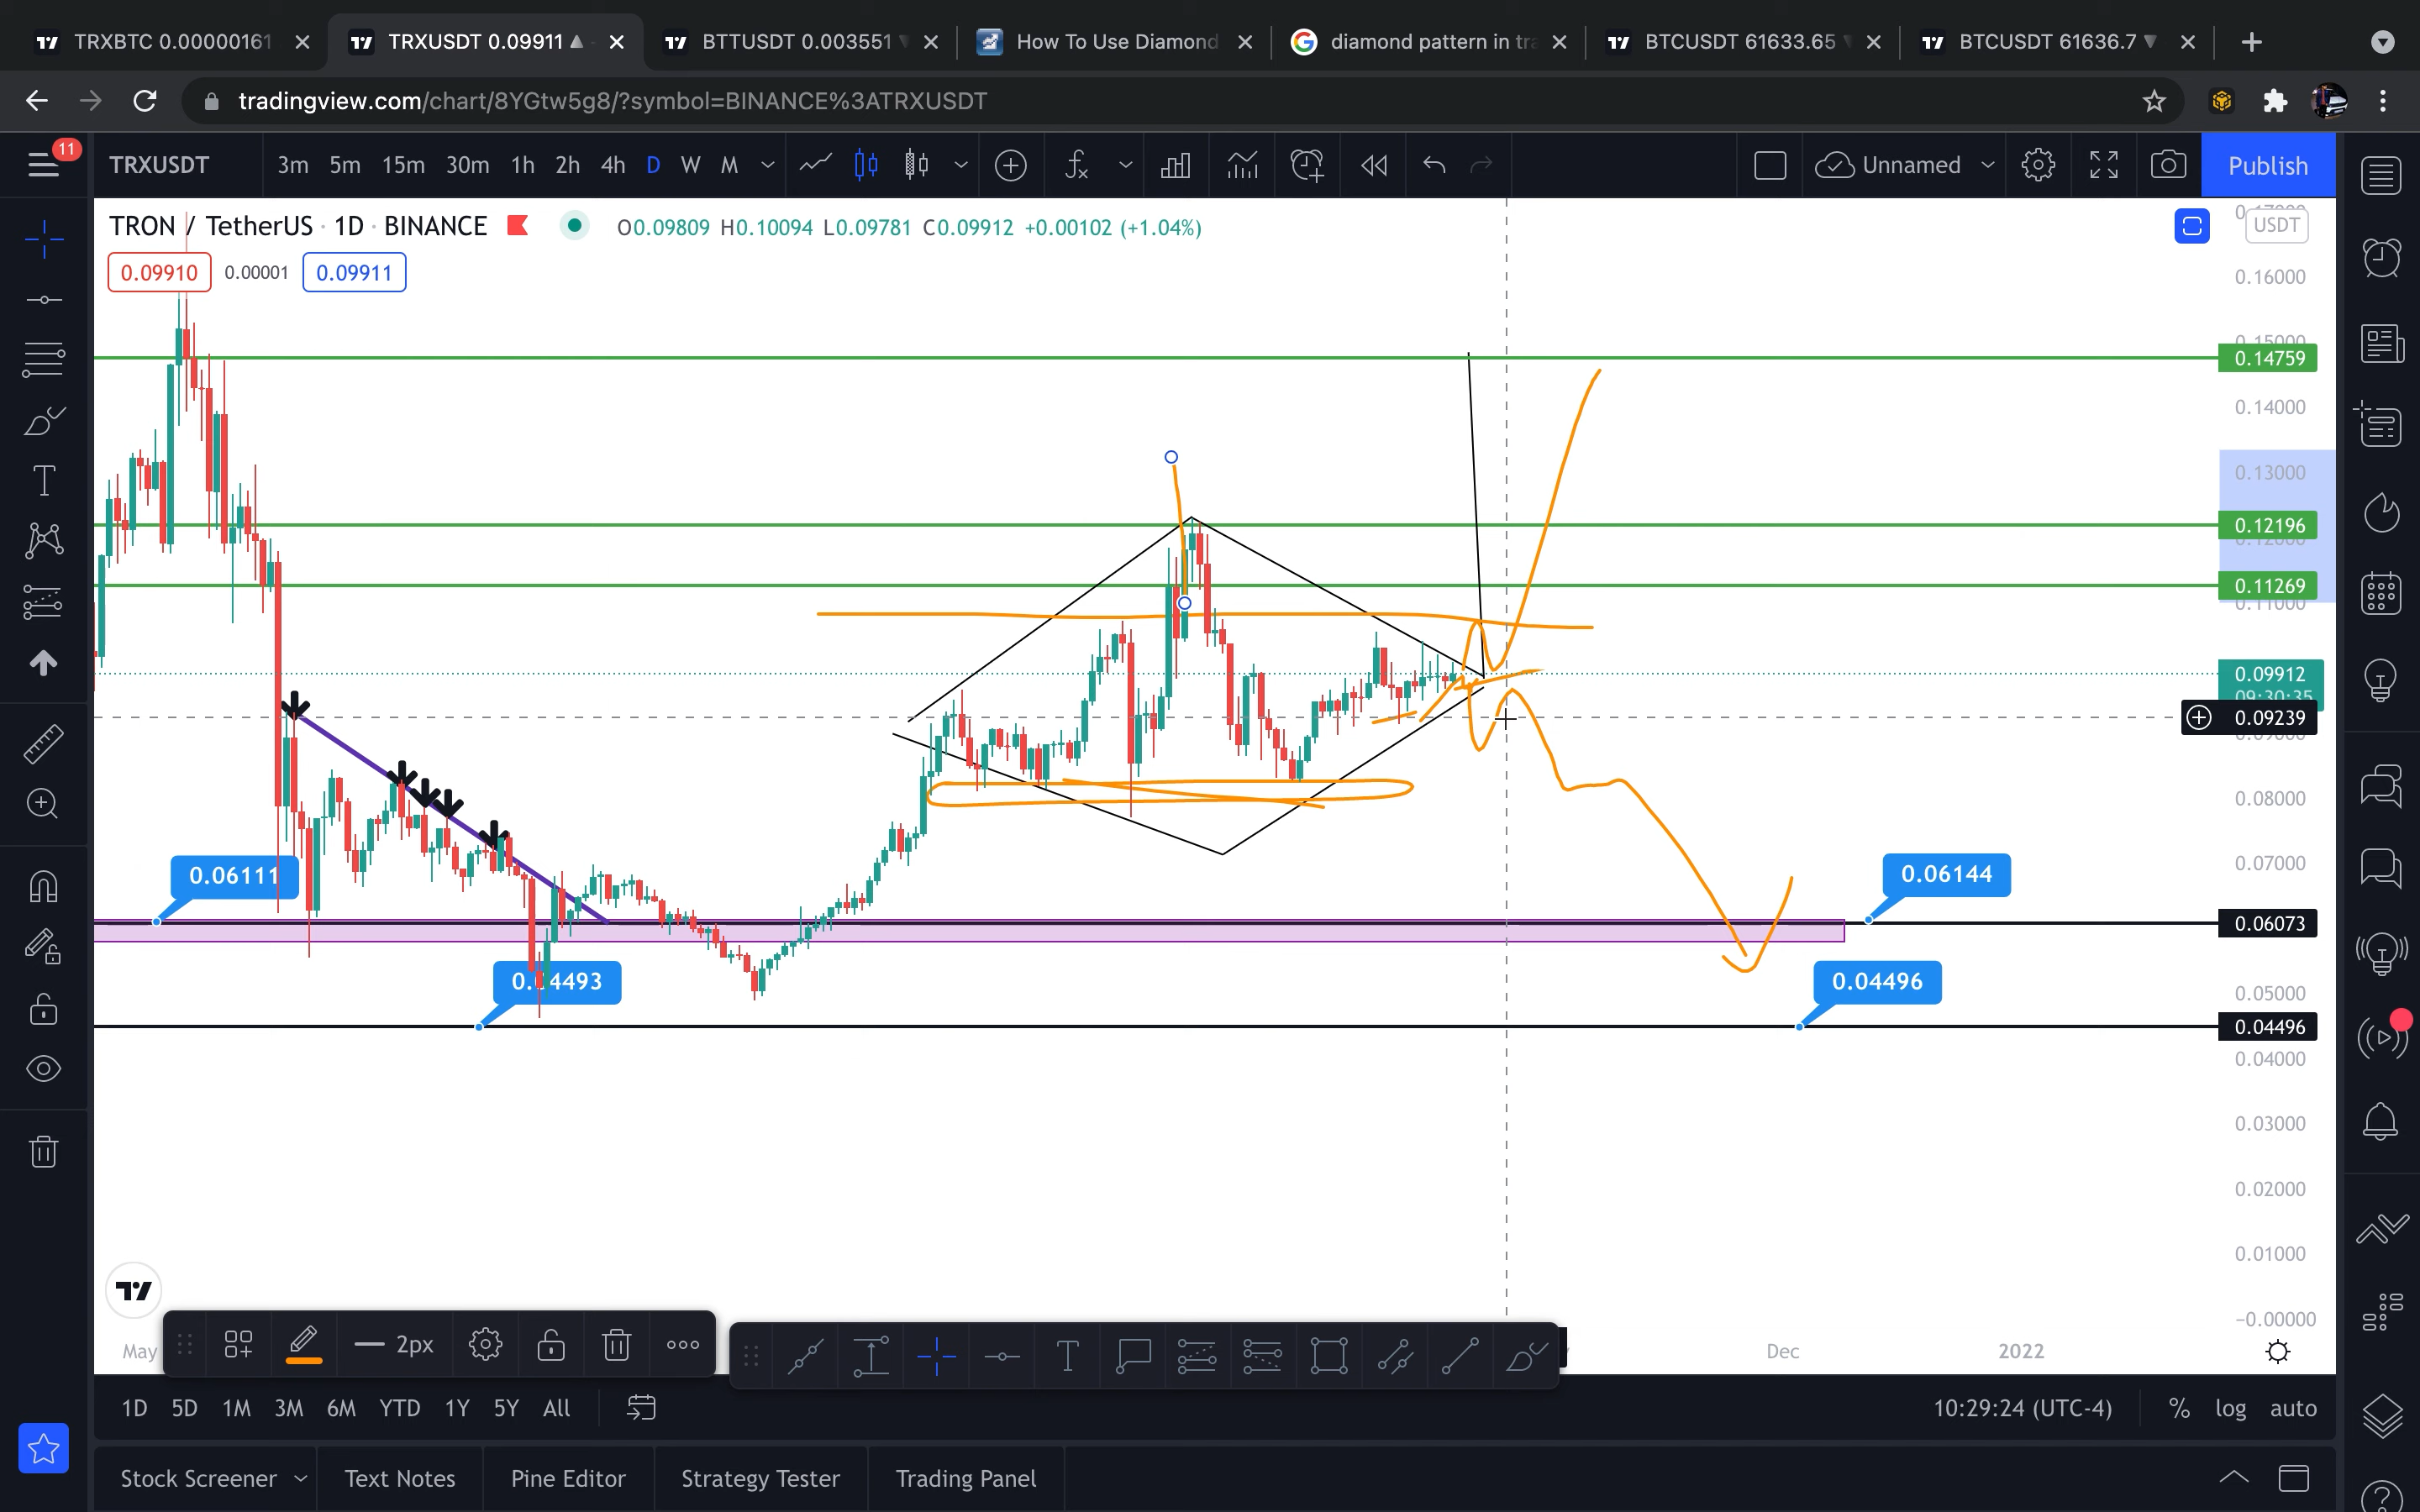 TRXBTC 0.00000161
TRXUSDT 0.09911
BTTUSDT 0.003551
How To Use Diamond
diamond pattern in tra
BTCUSDT 61633.65
BTCUSDT 61636.7
tradingview.com/chart/8YGtw5g8/?symbol=BINANCE%3ATRXUSDT
11
TRXUSDT
3m 5m 15m 30m 1h 2h 4h D W M
Unnamed
Publish
TRON / TetherUS · 1D · BINANCE
O0.09809 H0.10094 L0.09781 C0.09912 +0.00102 (+1.04%)
USDT
0.09910 0.00001 0.09911
0.16000
0.14759
0.14000
0.13000
0.12196
0.11269
0.11000
0.09912
09:30:35
0.09239
0.08000
0.07000
0.06111
0.06144
0.06073
0.05000
0.04496
0.04496
0.04000
0.03000
0.02000
0.01000
−0.00000
May
Dec
2022
2px
1D 5D 1M 3M 6M YTD 1Y 5Y All
10:29:24 (UTC-4)
% log auto
Stock Screener
Text Notes
Pine Editor
Strategy Tester
Trading Panel